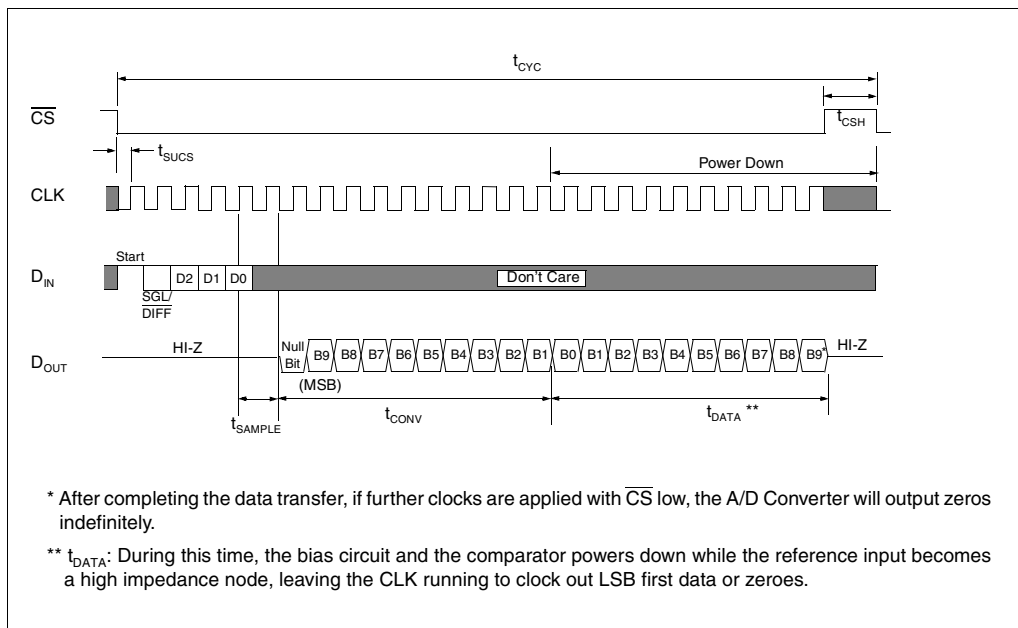 tCYC
CS
tCSH
tSUCS
Power Down
CLK
Start
DIN
D2 D1 D0
Don't Care
SGL/
DIFF
HI-Z
Null
Bit
B9 B8 B7 B6 B5 B4 B3 B2 B1 B0 B1 B2 B3 B4 B5 B6 B7 B8 B9*
HI-Z
DOUT
(MSB)
tSAMPLE
tCONV
tDATA **
* After completing the data transfer, if further clocks are applied with CS low, the A/D Converter will output zeros
indefinitely.
** tDATA: During this time, the bias circuit and the comparator powers down while the reference input becomes
a high impedance node, leaving the CLK running to clock out LSB first data or zeroes.